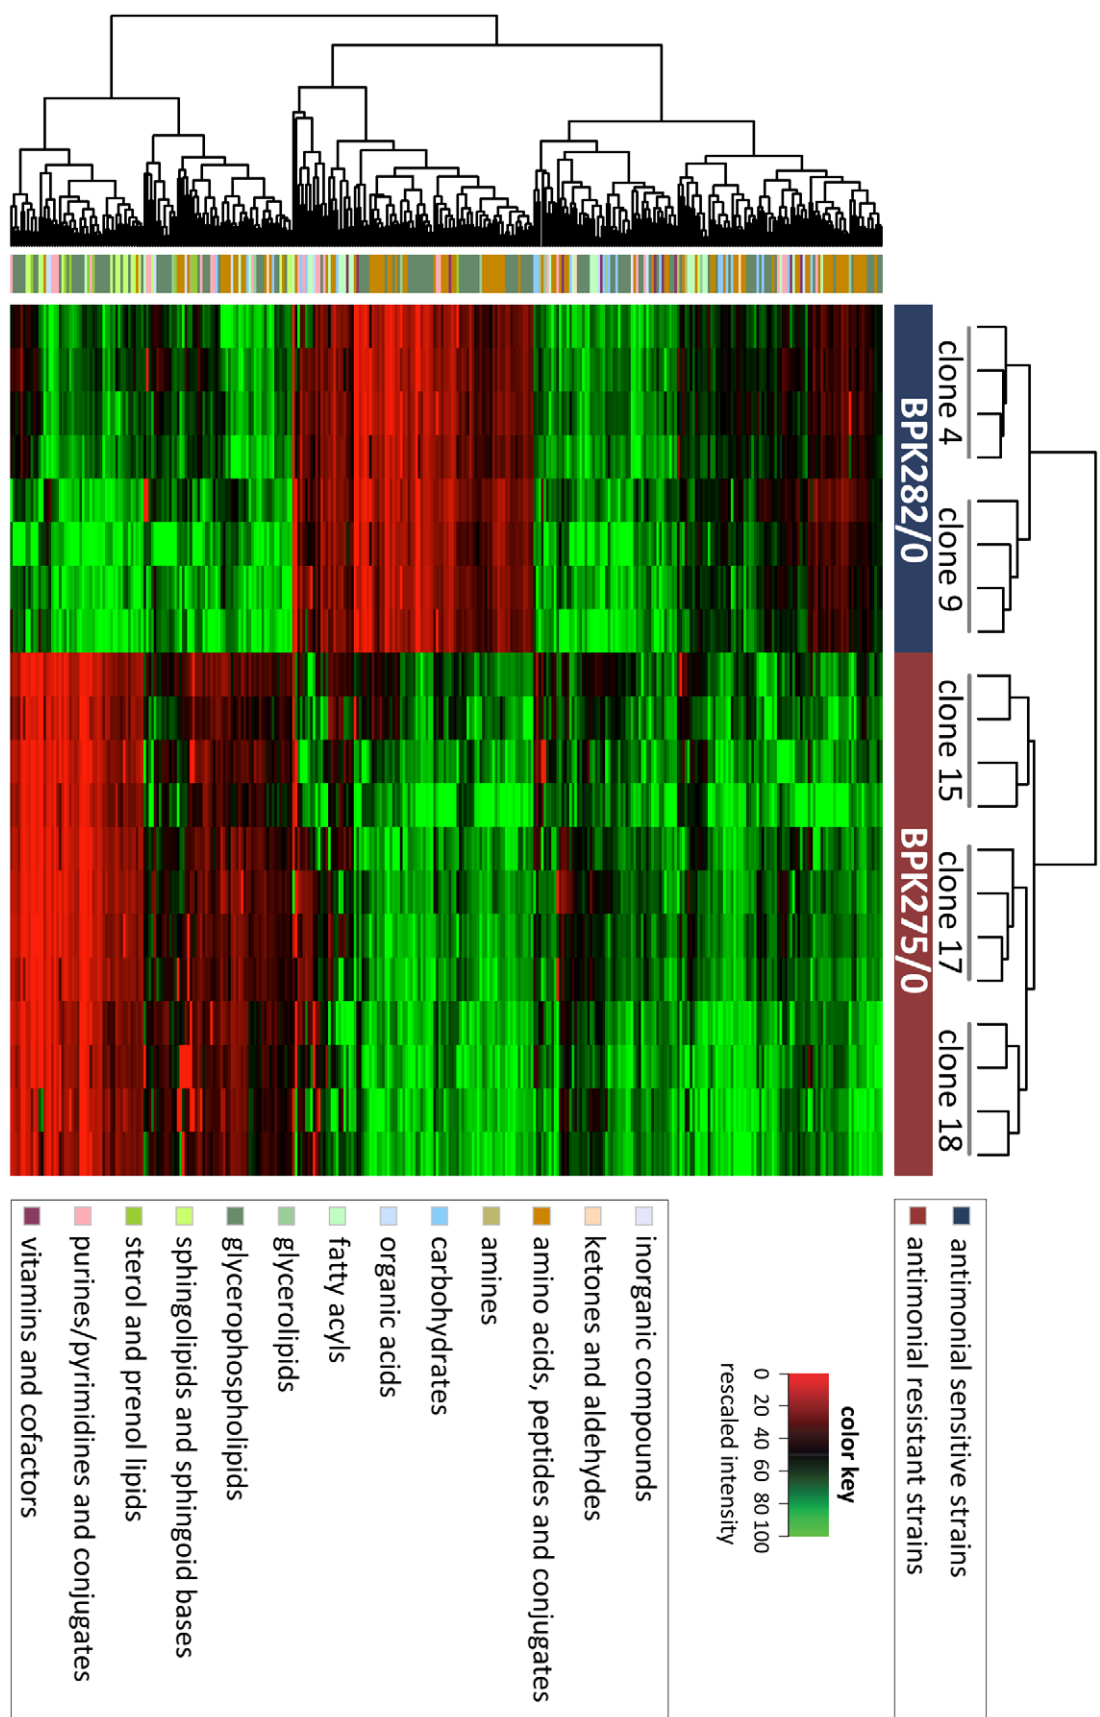 clone 4
clone 9
clone 15
clone 17
clone 18
BPK282/0
BPK275/0
antimonial sensitive strains
antimonial resistant strains
color key
0 20 40 60 80 100
rescaled intensity
inorganic compounds
ketones and aldehydes
amino acids, peptides and conjugates
amines
carbohydrates
organic acids
fatty acyls
glycerolipids
glycerophospholipids
sphingolipids and sphingoid bases
sterol and prenol lipids
purines/pyrimidines and conjugates
vitamins and cofactors